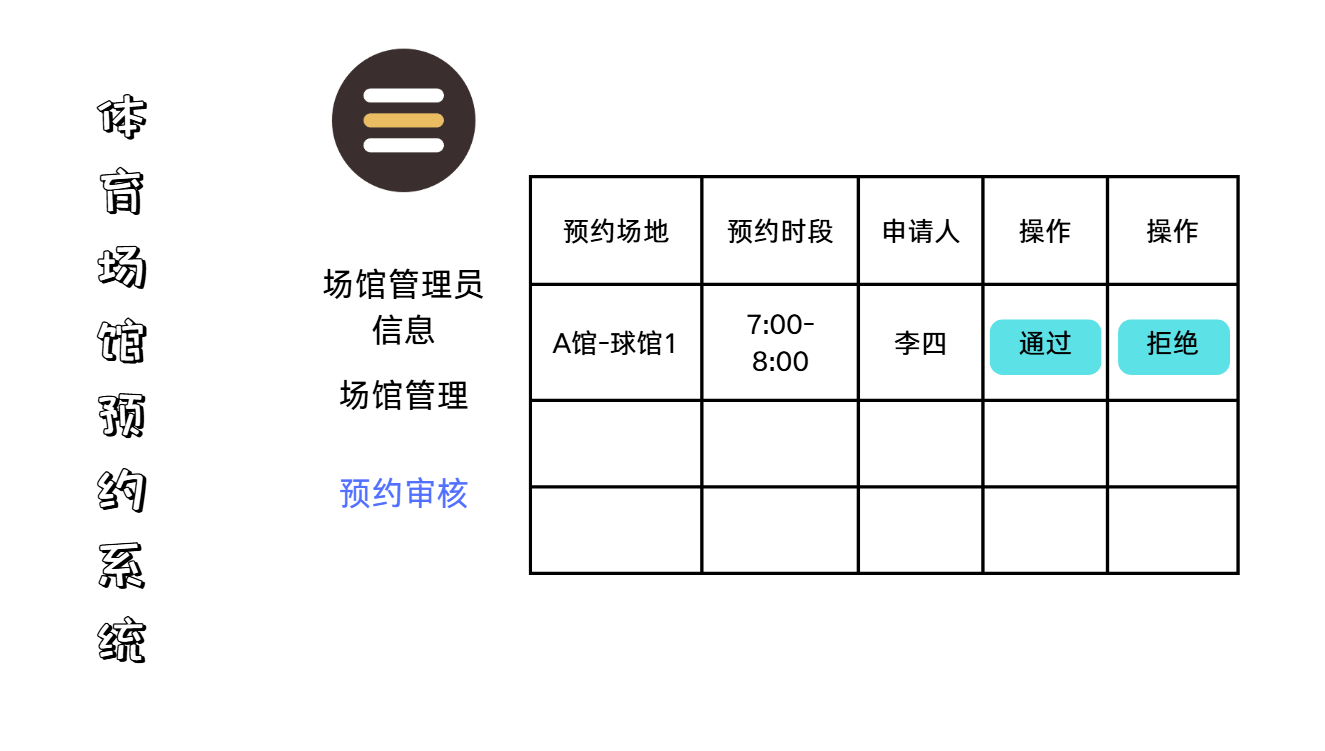 体
育
场
馆
预
约
系
统
场馆管理员
信息
场馆管理
预约审核
预约场地 预约时段 申请人 操作 操作
A馆-球馆1 7:00-
8:00 李四 通过 拒绝